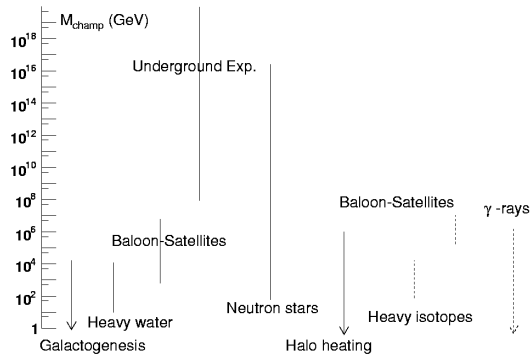 M_champ (GeV)
10^18
Underground Exp.
10^16
10^14
10^12
10^10
10^8
Baloon-Satellites
γ -rays
10^6
Baloon-Satellites
10^4
10^2
Neutron stars
Heavy isotopes
Heavy water
1
Galactogenesis
Halo heating